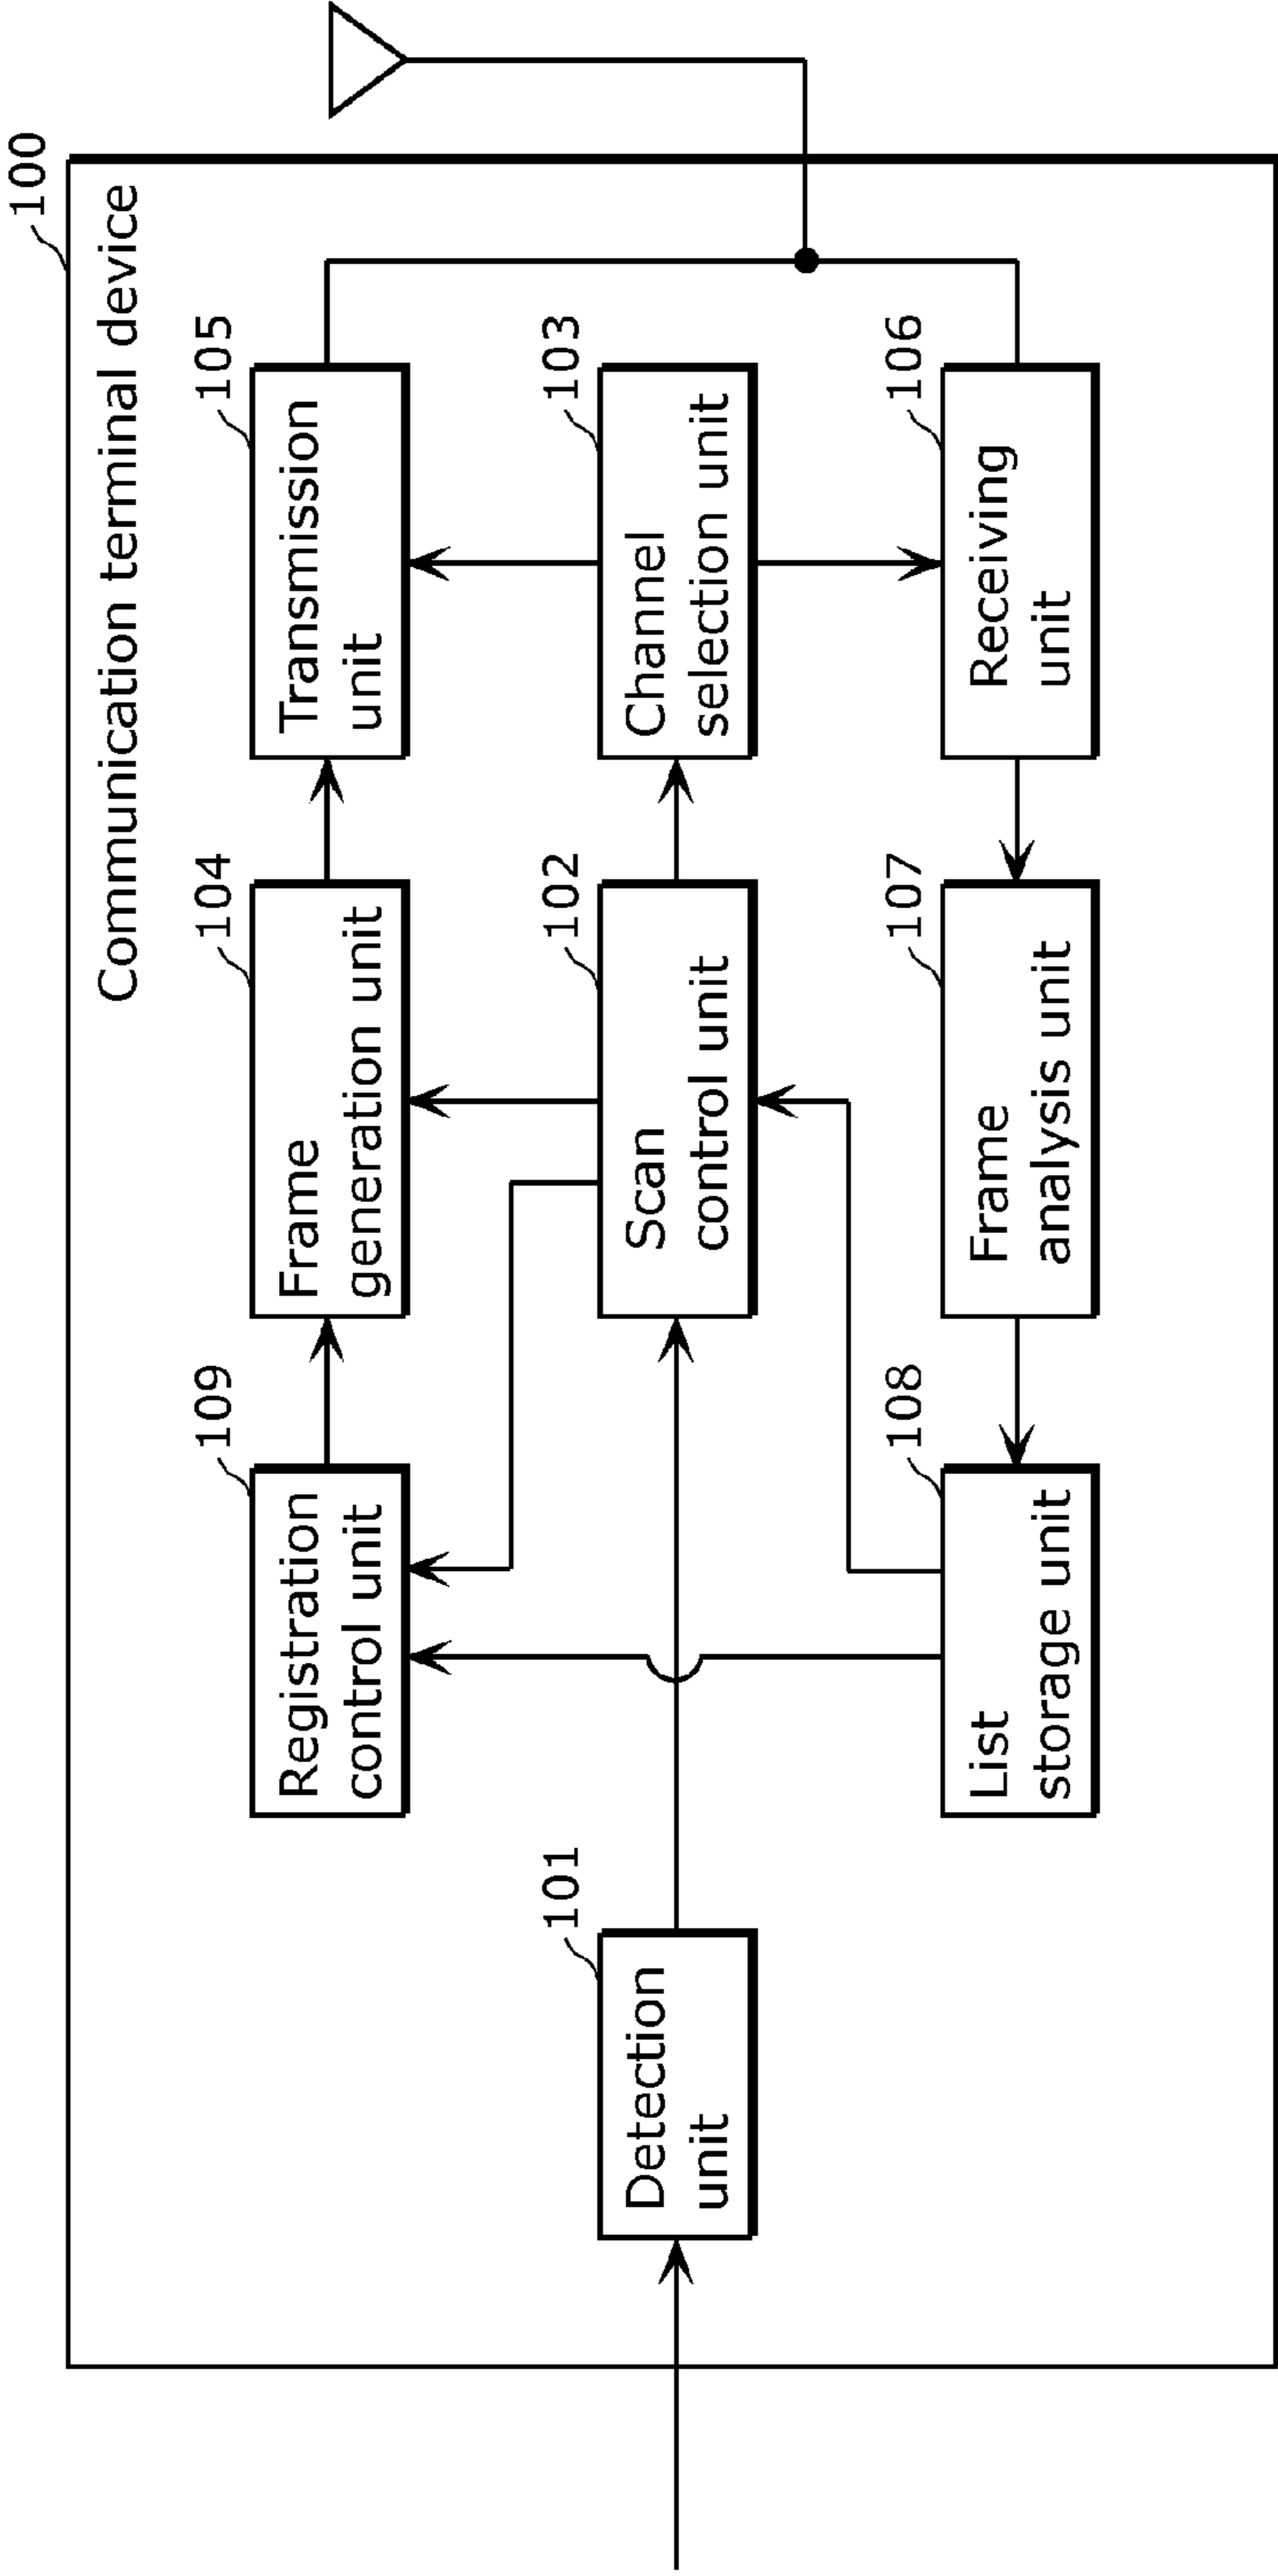 100
Communication terminal device
109
Registration
control unit
104
Frame
generation unit
105
Transmission
unit
101
Detection
unit
102
Scan
control unit
103
Channel
selection unit
108
List
storage unit
107
Frame
analysis unit
106
Receiving
unit